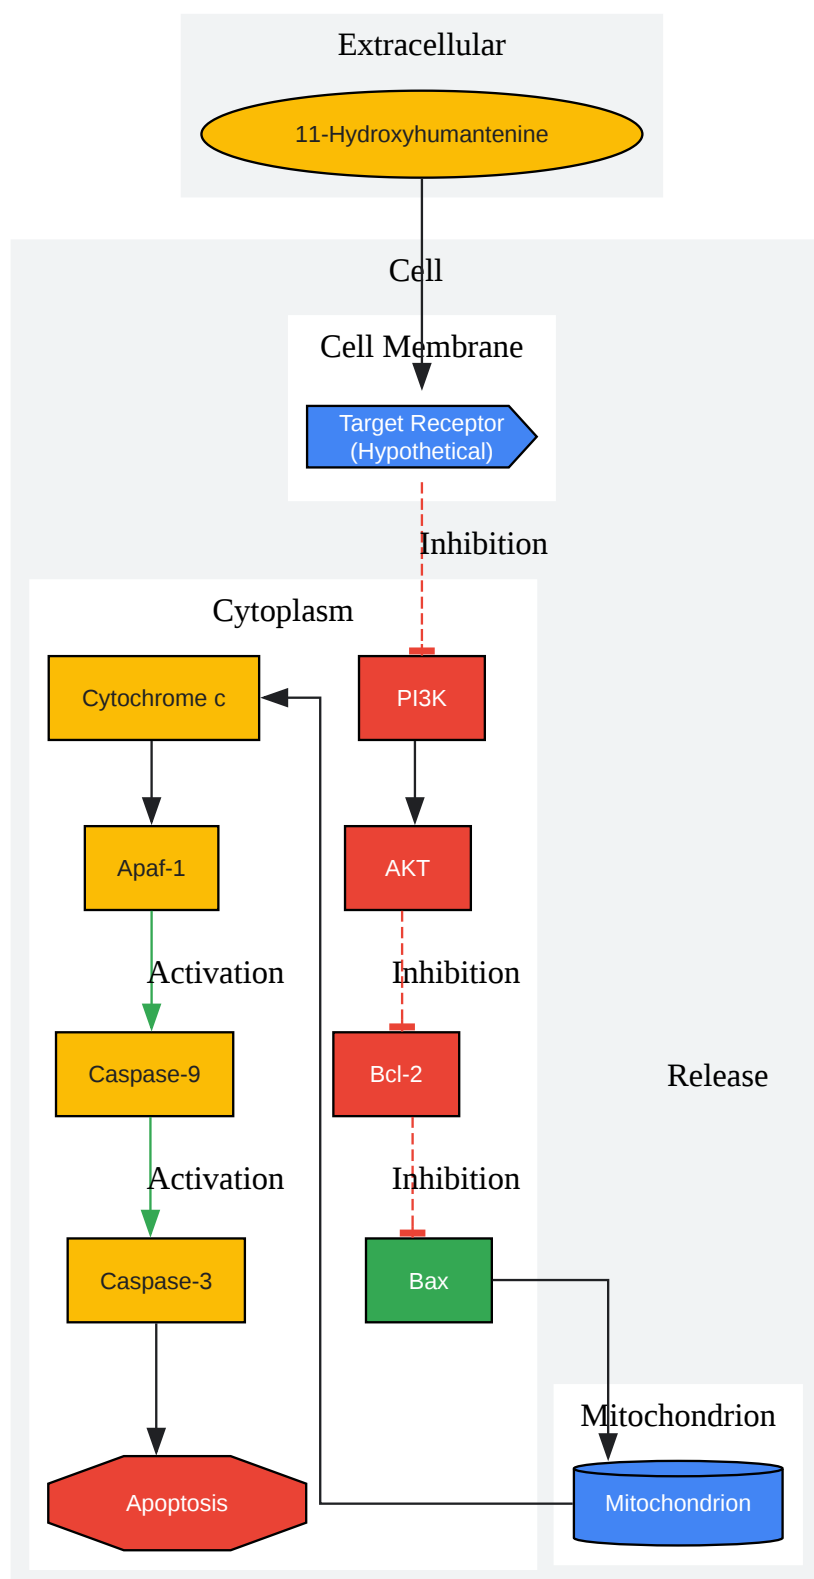 Extracellular
11-Hydroxyhumantenine
Cell
Cell Membrane
Target Receptor
(Hypothetical)
Inhibition
Cytoplasm
Cytochrome c
PI3K
Apaf-1
AKT
Activation
Inhibition
Caspase-9
Bcl-2
Release
Activation
Inhibition
Caspase-3
Bax
Mitochondrion
Apoptosis
Mitochondrion